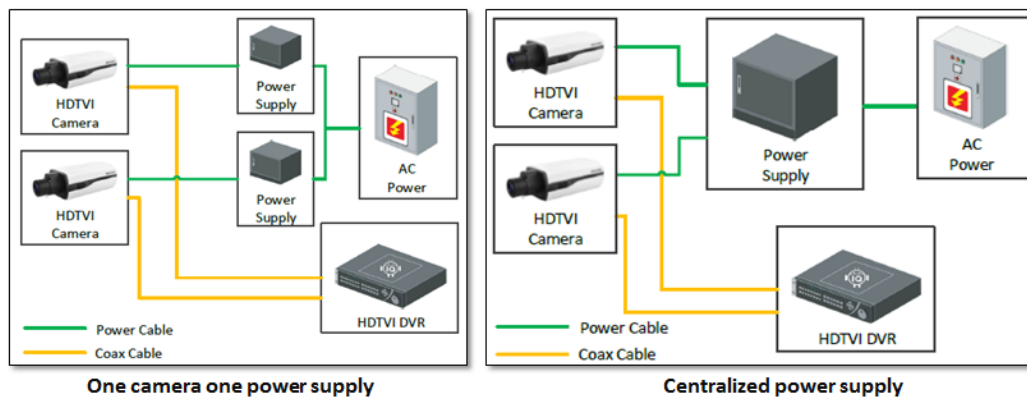 HDTVI
Camera
Power
Supply
HDTVI
Camera
Power
Supply
AC
Power
HDTVI DVR
Power Cable
Coax Cable
One camera one power supply
HDTVI
Camera
HDTVI
Camera
Power
Supply
AC
Power
IQ
HDTVI DVR
Power Cable
Coax Cable
Centralized power supply